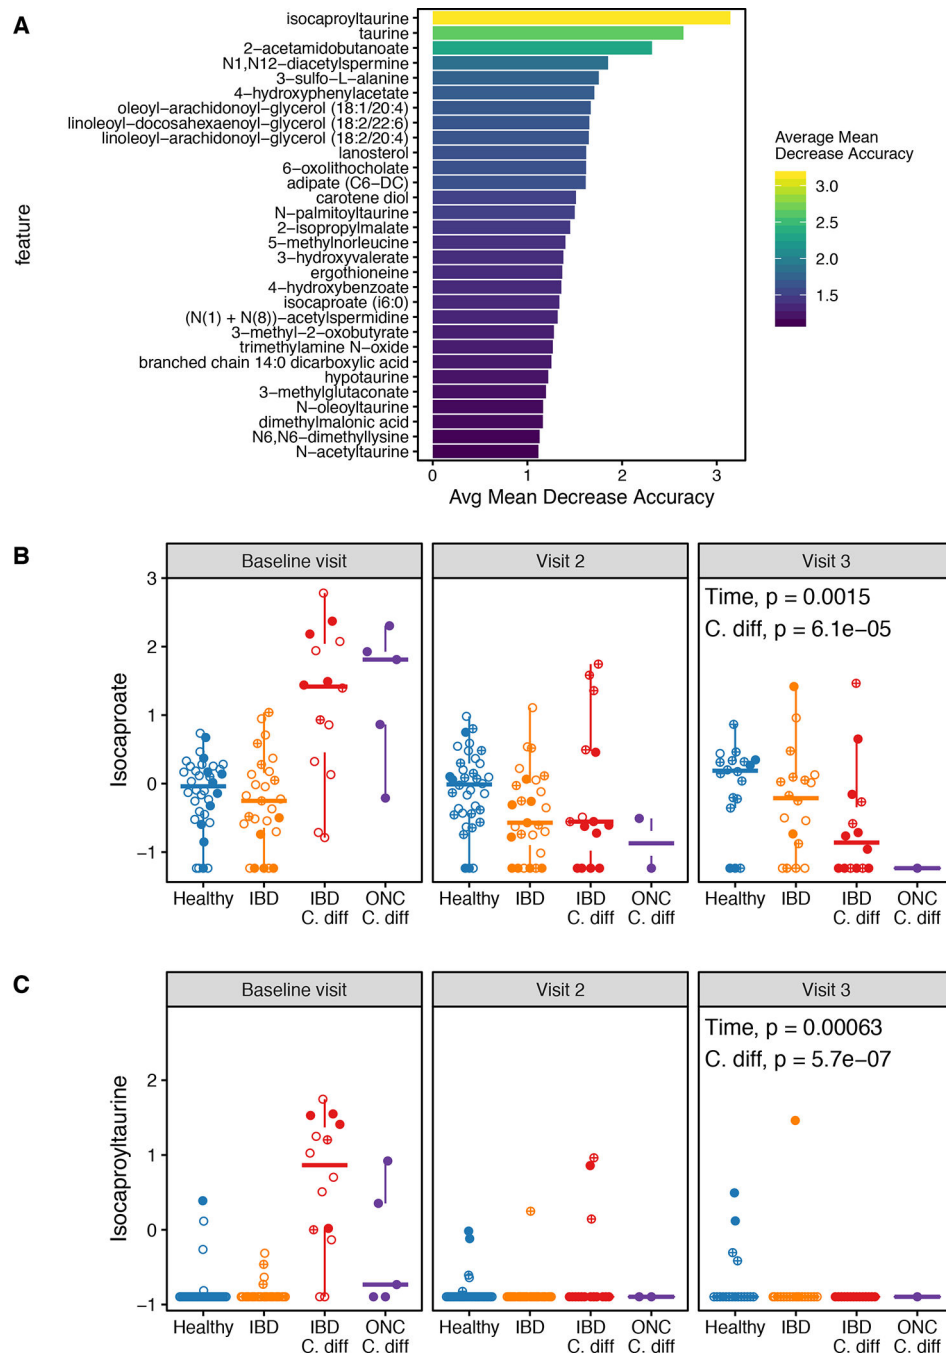 A
feature
isocaproyltaurine
taurine
2−acetamidobutanoate
N1,N12−diacetylspermine
3−sulfo−L−alanine
4−hydroxyphenylacetate
oleoyl−arachidonoyl−glycerol (18:1/20:4)
linoleoyl−docosahexaenoyl−glycerol (18:2/22:6)
linoleoyl−arachidonoyl−glycerol (18:2/20:4)
lanosterol
6−oxolithocholate
adipate (C6−DC)
carotene diol
N−palmitoyltaurine
2−isopropylmalate
5−methylnorleucine
3−hydroxyvalerate
ergothioneine
4−hydroxybenzoate
isocaproate (i6:0)
(N(1) + N(8))−acetylspermidine
3−methyl−2−oxobutyrate
trimethylamine N−oxide
branched chain 14:0 dicarboxylic acid
hypotaurine
3−methylglutaconate
N−oleoyltaurine
dimethylmalonic acid
N6,N6−dimethyllysine
N−acetyltaurine
0 1 2 3
Avg Mean Decrease Accuracy
Average Mean
Decrease Accuracy
3.0
2.5
2.0
1.5
B
Baseline visit Visit 2 Visit 3
Isocaproate
3
2
1
0
−1
Time, p = 0.0015
C. diff, p = 6.1e−05
Healthy IBD IBD ONC Healthy IBD IBD ONC Healthy IBD IBD ONC
C. diff C. diff C. diff C. diff C. diff C. diff
C
Baseline visit Visit 2 Visit 3
Isocaproyltaurine
2
1
0
−1
Time, p = 0.00063
C. diff, p = 5.7e−07
Healthy IBD IBD ONC Healthy IBD IBD ONC Healthy IBD IBD ONC
C. diff C. diff C. diff C. diff C. diff C. diff